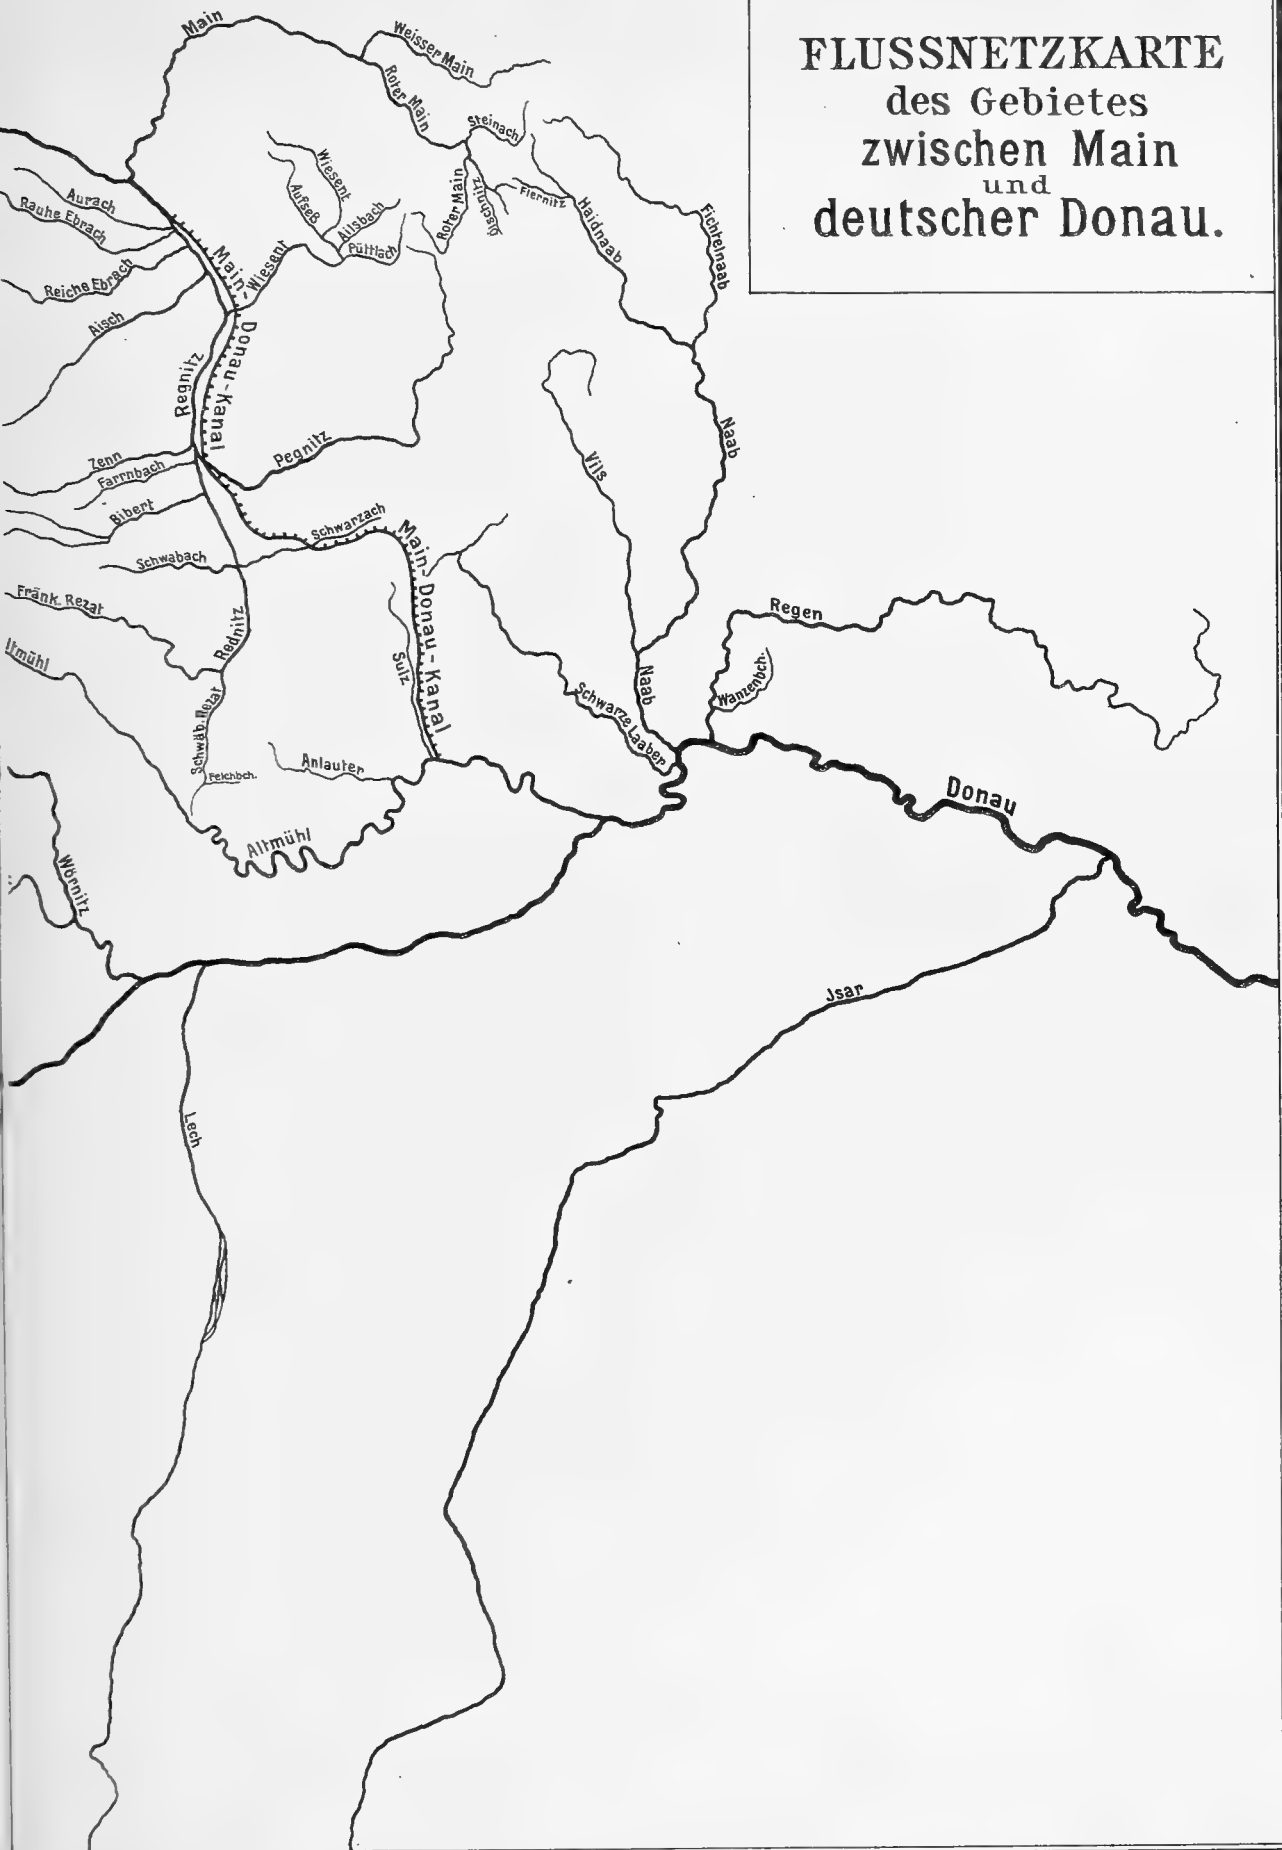 FLUSSNETZKARTE
des Gebietes
zwischen Main
und
deutscher Donau.
Main
Weisser Main
Roter Main
Steinach
Wiesent
Aufseß
Ailsbach
Püttlach
Roter Main
Ölschnitz
Flernitz
Haidnaab
Fichtelnaab
Aurach
Rauhe Ebrach
Reiche Ebrach
Aisch
Main-
Wiesent
Donau-Kanal
Regnitz
Pegnitz
Vils
Naab
Zenn
Farrnbach
Bibert
Schwarzach
Schwabach
Main-Donau-Kanal
Fränk. Rezat
ltmühl
Rednitz
Sulz
Schwäb. Rezat
Felchbch.
Anlauter
Altmühl
Schwarze Laaber
Naab
Regen
Wanzenbch.
Donau
Wörnitz
Jsar
Lech